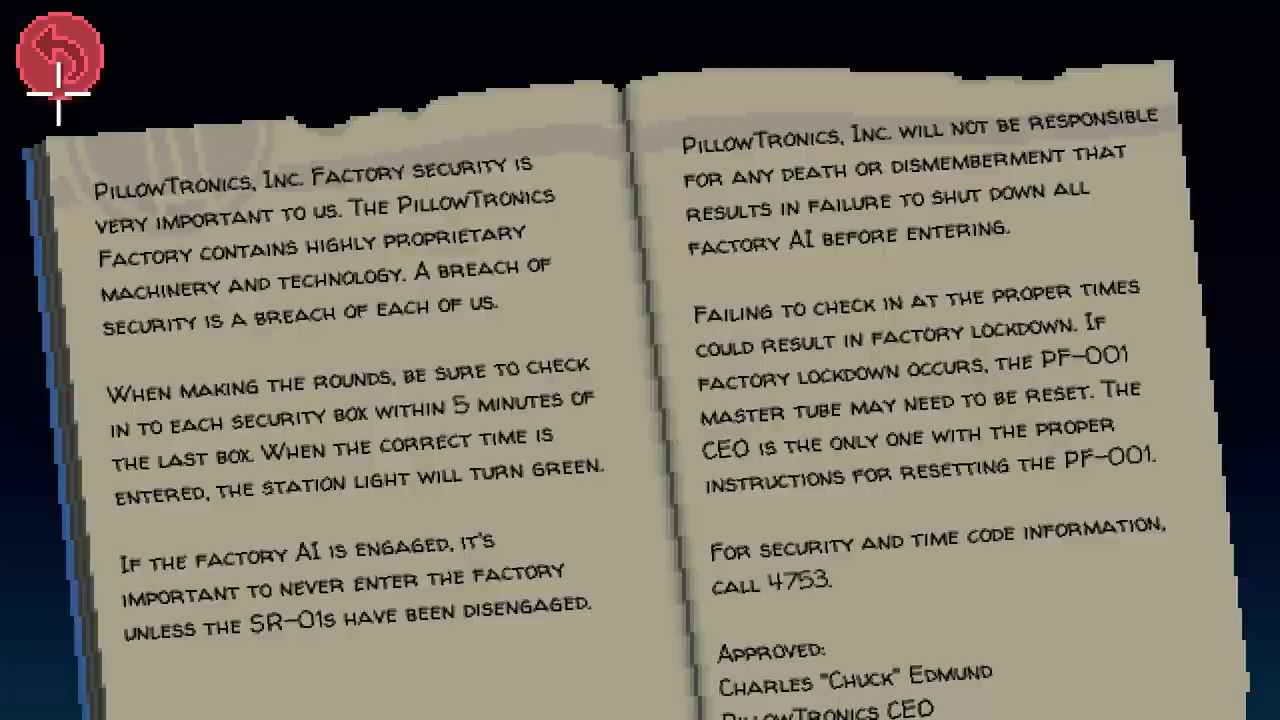 PillowTronics, Inc. Factory security is
very important to us. The PillowTronics
Factory contains highly proprietary
machinery and technology. A breach of
security is a breach of each of us.
When making the rounds, be sure to check
in to each security box within 5 minutes of
the last box. When the correct time is
entered, the station light will turn green.
If the factory AI is engaged, it's
important to never enter the factory
unless the SR-01s have been disengaged.
PillowTronics, Inc. will not be responsible
for any death or dismemberment that
results in failure to shut down all
factory AI before entering.
Failing to check in at the proper times
could result in factory lockdown. If
factory lockdown occurs, the PF-001
master tube may need to be reset. The
CEO is the only one with the proper
instructions for resetting the PF-001.
For security and time code information,
call 4753.
Approved:
Charles "Chuck" Edmund
PillowTronics CEO